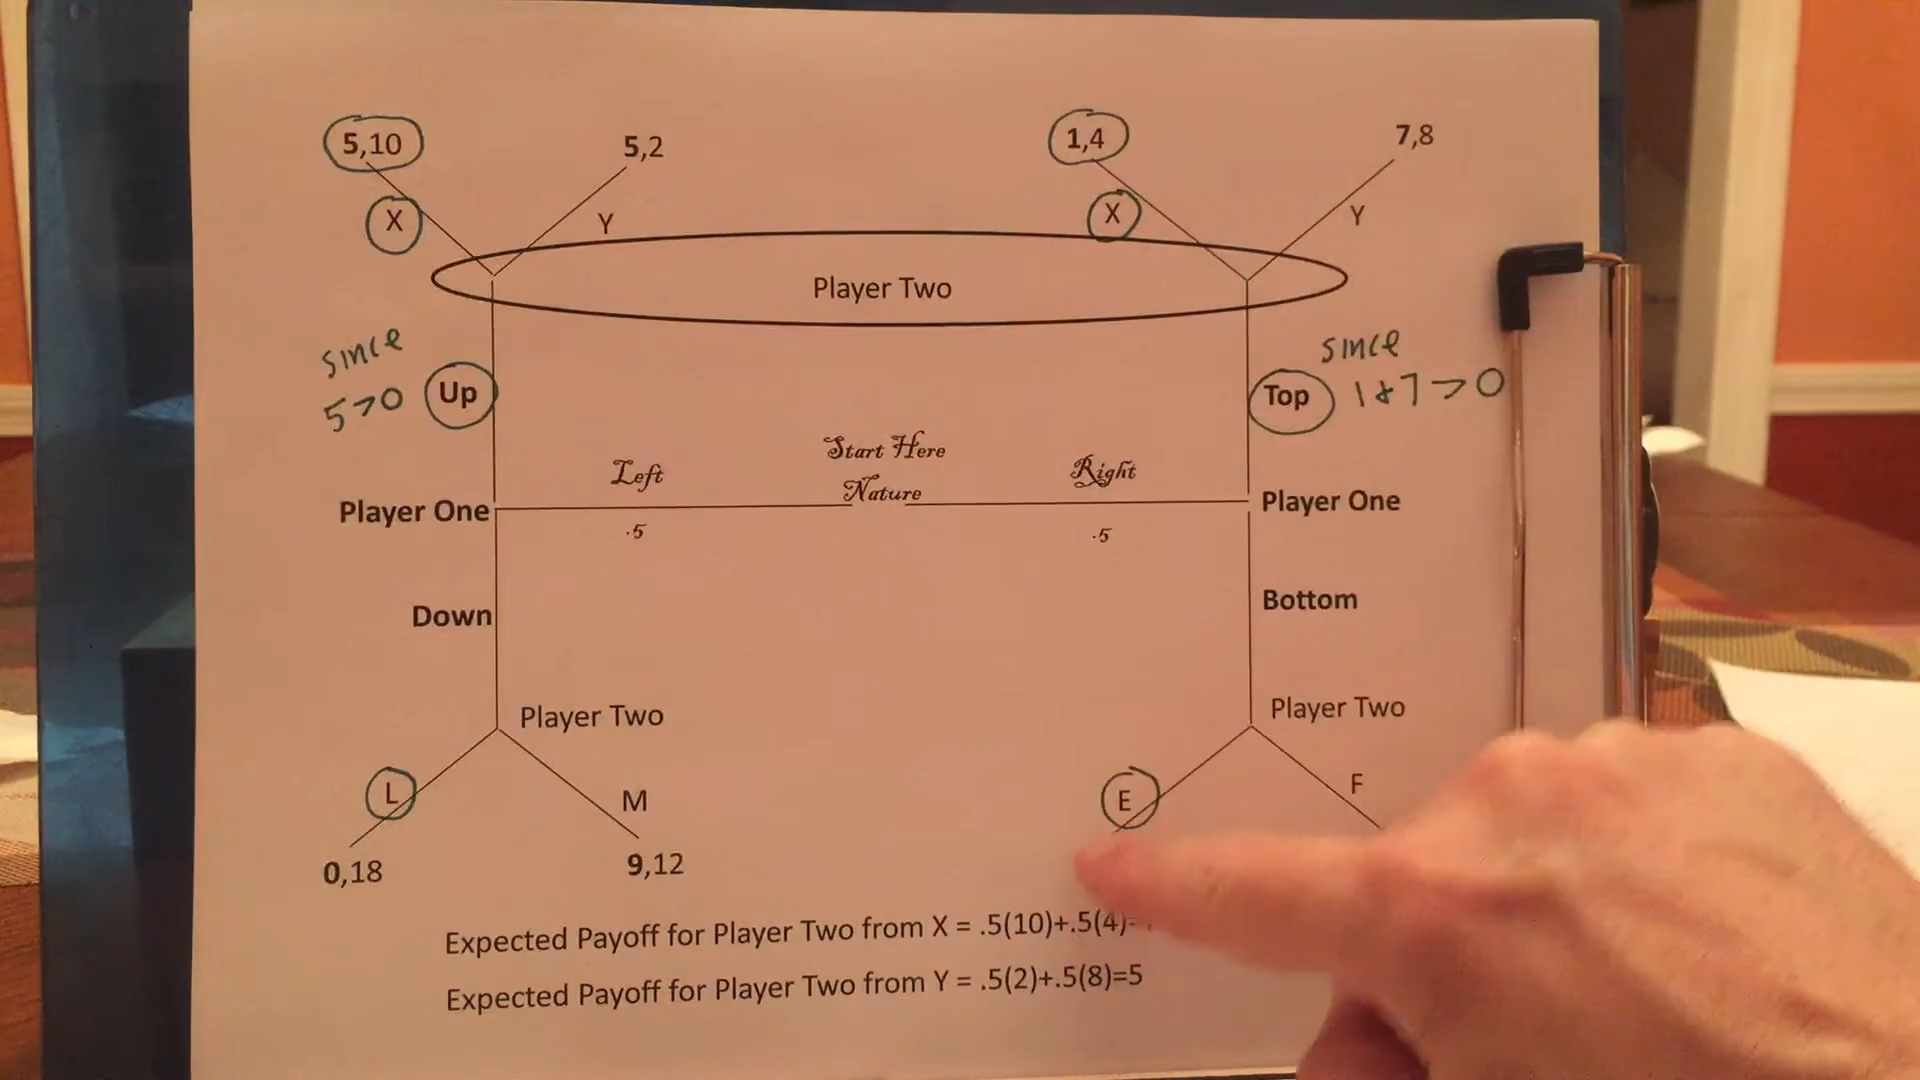 5,10
5,2
1,4
7,8
X
Y
X
Y
Player Two
since
5>0
Up
Top
since
1&7>0
Left
Start Here
Nature
Right
Player One
.5
.5
Player One
Down
Bottom
Player Two
Player Two
L
M
E
F
0,18
9,12
Expected Payoff for Player Two from X = .5(10)+.5(4)=
Expected Payoff for Player Two from Y = .5(2)+.5(8)=5